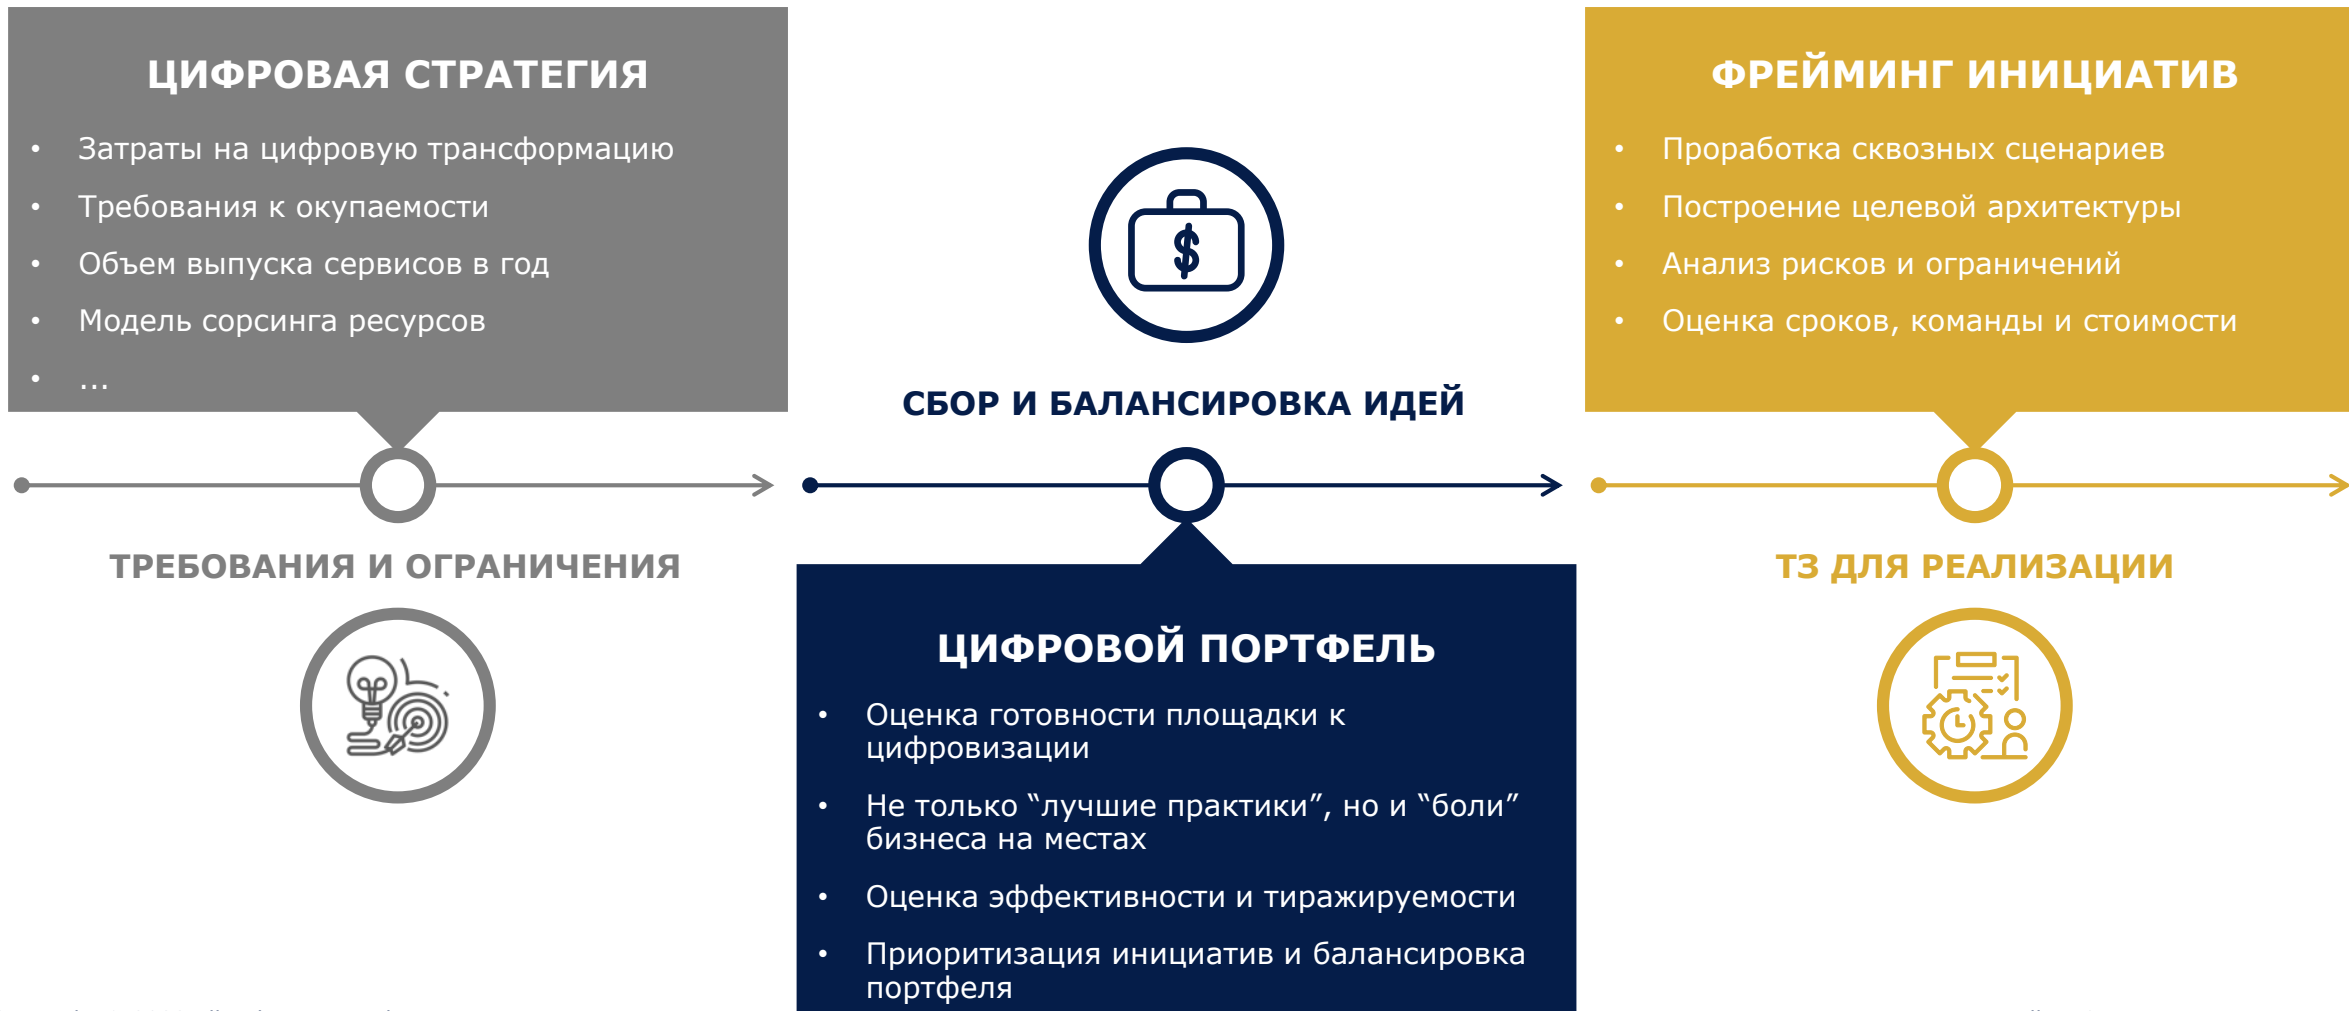 ЦИФРОВАЯ СТРАТЕГИЯ
• Затраты на цифровую трансформацию
• Требования к окупаемости
• Объем выпуска сервисов в год
• Модель сорсинга ресурсов
• ...
ТРЕБОВАНИЯ И ОГРАНИЧЕНИЯ
СБОР И БАЛАНСИРОВКА ИДЕЙ
ЦИФРОВОЙ ПОРТФЕЛЬ
• Оценка готовности площадки к
цифровизации
• Не только “лучшие практики”, но и “боли”
бизнеса на местах
• Оценка эффективности и тиражируемости
• Приоритизация инициатив и балансировка
портфеля
ФРЕЙМИНГ ИНИЦИАТИВ
• Проработка сквозных сценариев
• Построение целевой архитектуры
• Анализ рисков и ограничений
• Оценка сроков, команды и стоимости
ТЗ ДЛЯ РЕАЛИЗАЦИИ